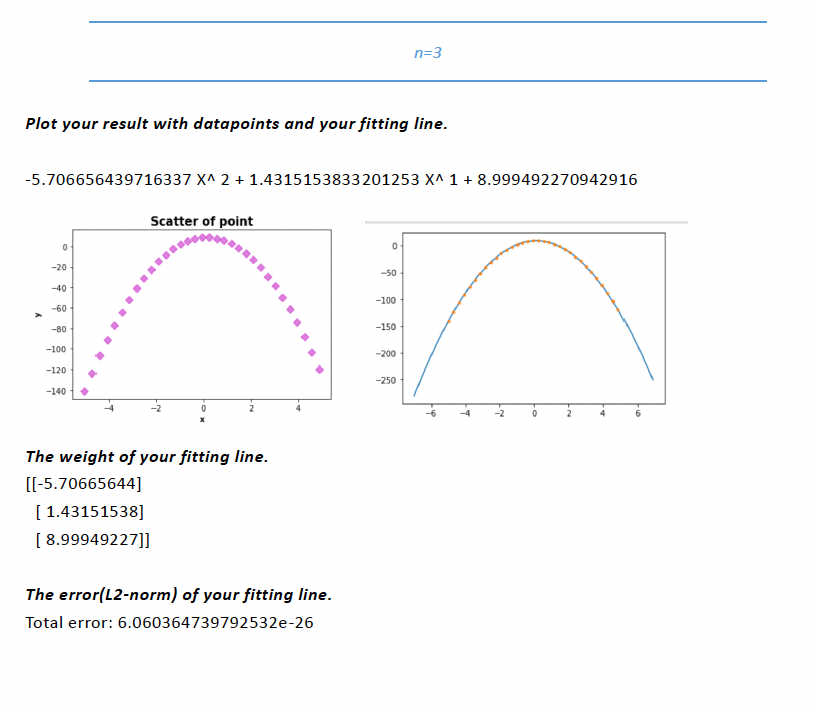 n=3
Plot your result with datapoints and your fitting line.
-5.706656439716337 X^ 2 + 1.4315153833201253 X^ 1 + 8.999492270942916
Scatter of point
0
−20
−40
−60
−80
−100
−120
−140
y
−4 −2 0 2 4
x
0
−50
−100
−150
−200
−250
−6 −4 −2 0 2 4 6
The weight of your fitting line.
[[-5.70665644]
[ 1.43151538]
[ 8.99949227]]
The error(L2-norm) of your fitting line.
Total error: 6.060364739792532e-26